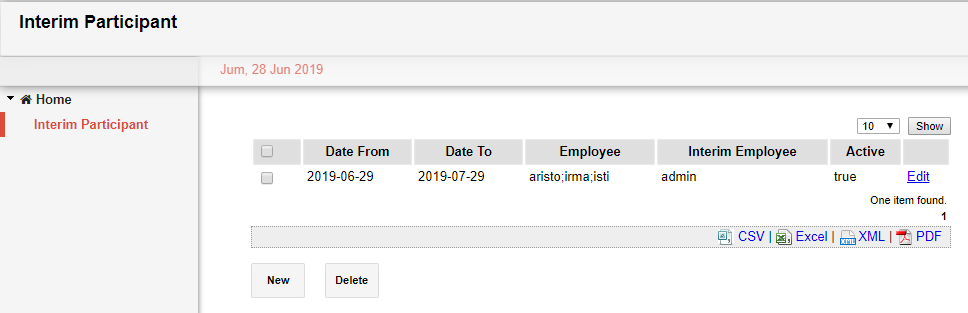 Interim Participant
Jum, 28 Jun 2019
Home
Interim Participant
10 Show
Date From Date To Employee Interim Employee Active
2019-06-29 2019-07-29 aristo;irma;isti admin true Edit
One item found.
1
CSV | Excel | XML | PDF
New Delete